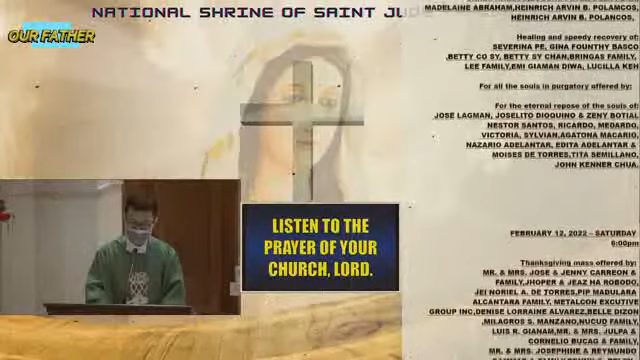 NATIONAL SHRINE OF SAINT JUDE
OUR FATHER
MADELAINE ABRAHAM,HEINRICH ARVIN B. POLAMCOS,
HEINRICH ARVIN B. POLANCOS,
Healing and speedy recovery of:
SEVERINA PE, GINA FOUNTHY BASCO
,BETTY CO SY, BETTY SY CHAN,BRINGAS FAMILY,
LEE FAMILY,EMI GIAMAN DIWA, LUCILLA KEH
For all the souls in purgatory offered by:
For the eternal repose of the souls of:
JOSE LAGMAN, JOSELITO DIOQUINO & ZENY BOTIAL
NESTOR SANTOS, RICARDO, MEDARDO,
VICTORIA, SYLVIAN,AGATONA MACARIO,
NAZARIO ADELANTAR, EDITA ADELANTAR &
MOISES DE TORRES,TITA SEMILLANO,
JOHN KENNER CHUA.
LISTEN TO THE
PRAYER OF YOUR
CHURCH, LORD.
FEBRUARY 12, 2022 – SATURDAY
6:00pm
Thanksgiving mass offered by:
MR. & MRS. JOSE & JENNY CARREON &
FAMILY,JHOPER & JEAZ HA ROBODO,
JEI NORIEL A. DE TORRES,PIP MADULARA
ALCANTARA FAMILY, METALCON EXCUTIVE
GROUP INC,DENISE LORRAINE ALVAREZ,BELLE DIZON
,MILAGROS S. MANZANO,NUCUD FAMILY,
LUIS R. GIANAM,MR. & MRS. JULPA &
CORNELIO BUCAG & FAMILY,
MR. & MRS. JOSEPHINE & REYMUNDO